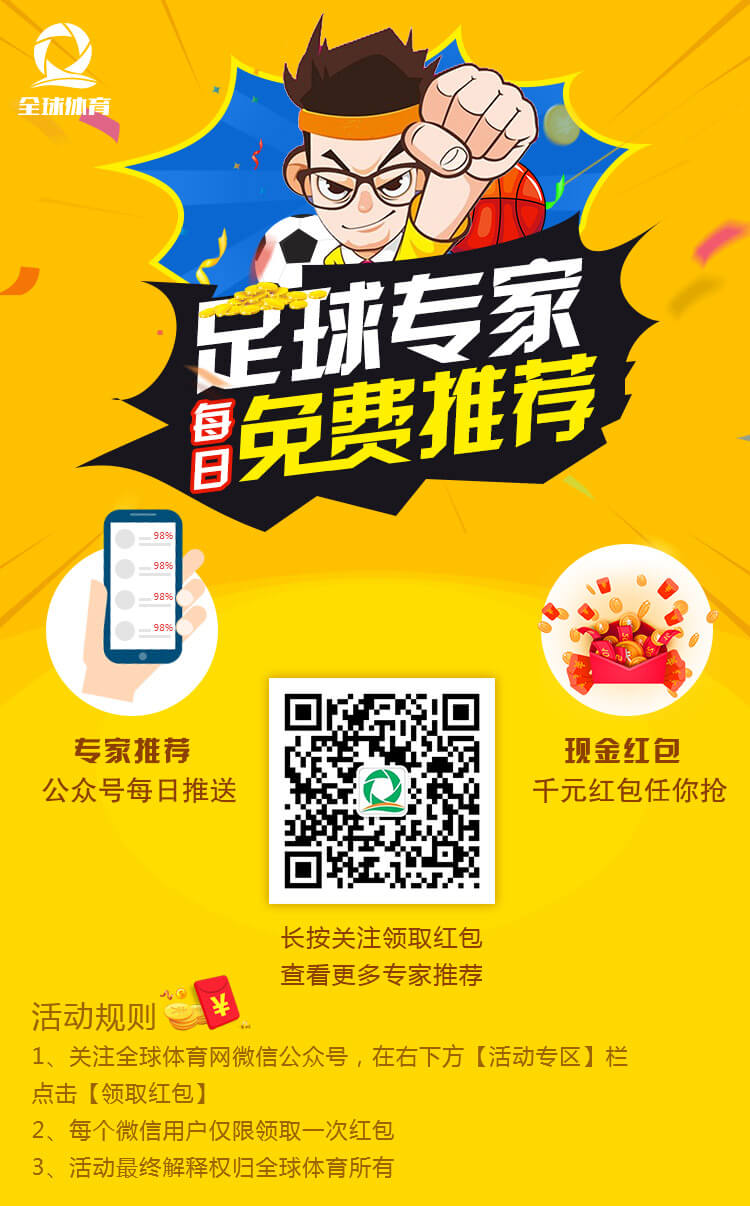 全球体育
足球专家
每日
免费推荐
98%
98%
98%
98%
专家推荐
公众号每日推送
现金红包
千元红包任你抢
长按关注领取红包
查看更多专家推荐
活动规则
1、关注全球体育网微信公众号，在右下方【活动专区】栏
点击【领取红包】
2、每个微信用户仅限领取一次红包
3、活动最终解释权归全球体育所有